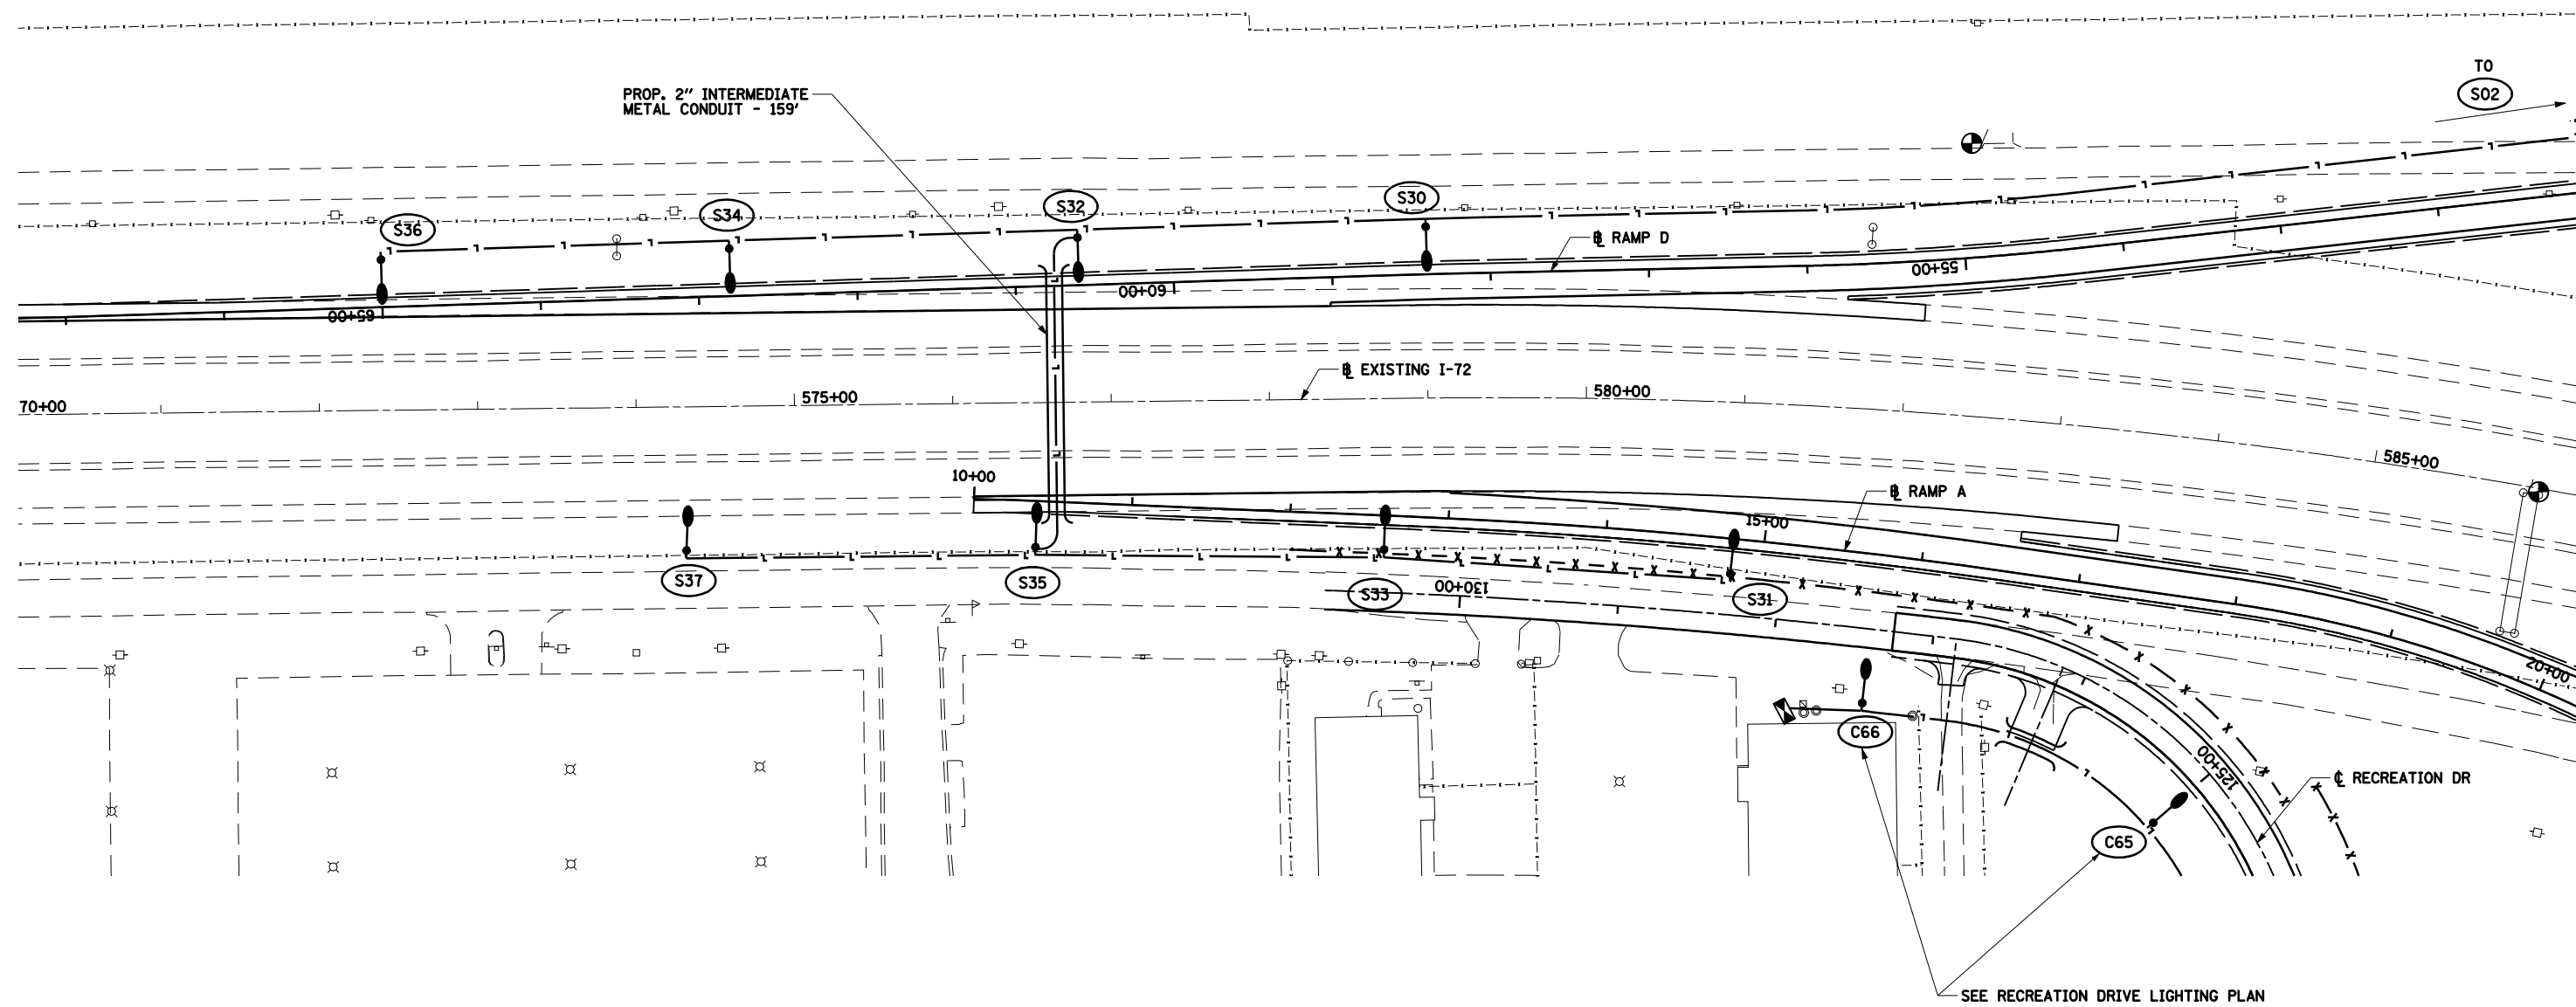 TO
S02
PROP. 2" INTERMEDIATE
METAL CONDUIT - 159'
S36
S34
S32
S30
℄ RAMP D
55+00
60+00
65+00
℄ EXISTING I-72
70+00
575+00
580+00
585+00
10+00
℄ RAMP A
15+00
S37
S35
S33
130+00
S31
20+00
C66
125+00
℄ RECREATION DR
C65
SEE RECREATION DRIVE LIGHTING PLAN